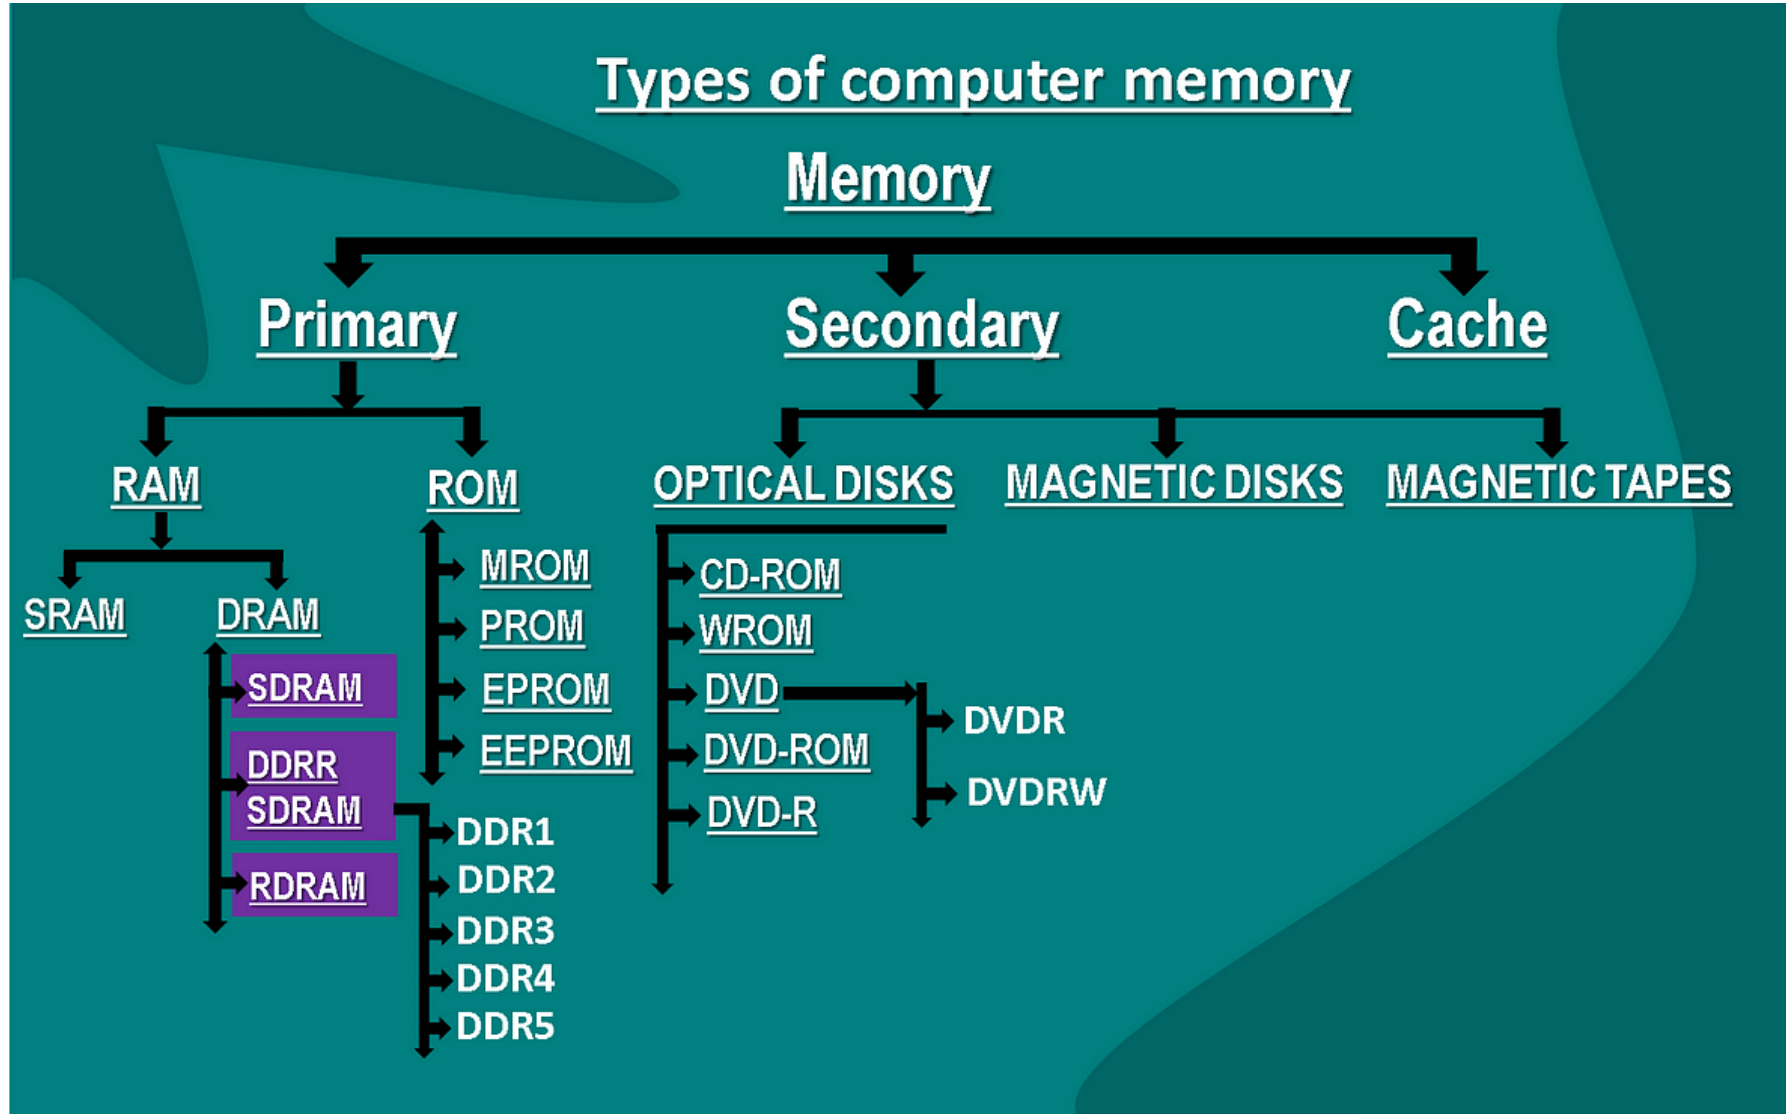 Types of computer memory
Memory
Primary
Secondary
Cache
RAM
ROM
OPTICAL DISKS
MAGNETIC DISKS
MAGNETIC TAPES
SRAM
DRAM
SDRAM
DDRR
SDRAM
RDRAM
DDR1
DDR2
DDR3
DDR4
DDR5
MROM
PROM
EPROM
EEPROM
CD-ROM
WROM
DVD
DVD-ROM
DVD-R
DVDR
DVDRW